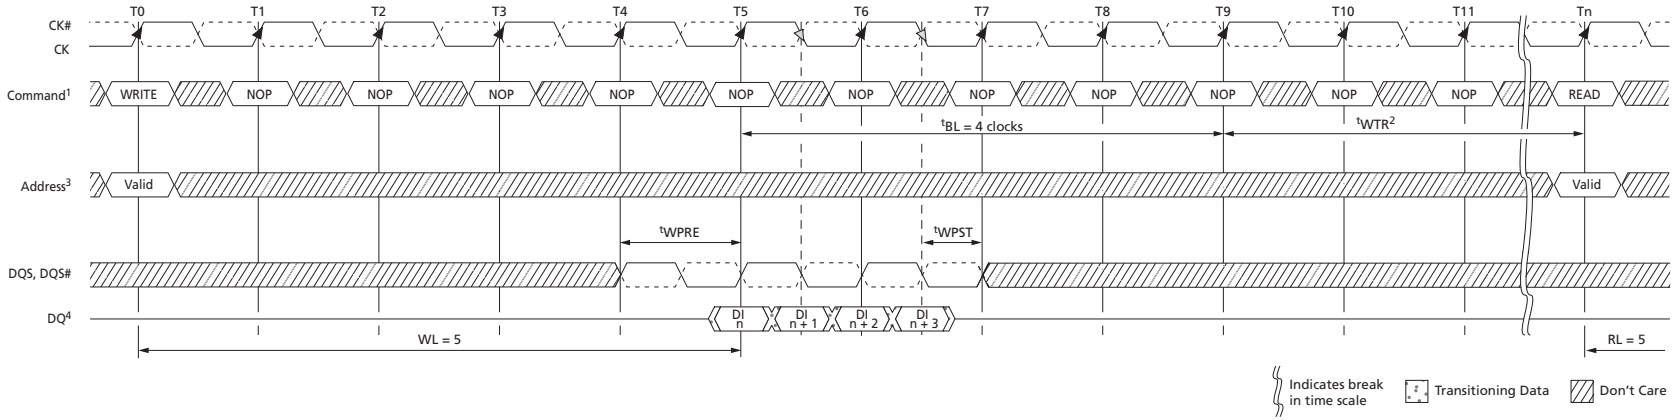 T0 T1 T2 T3 T4 T5 T6 T7 T8 T9 T10 T11 Tn
CK#
CK
Command1 WRITE NOP NOP NOP NOP NOP NOP NOP NOP NOP NOP NOP READ
tBL = 4 clocks tWTR2
Address3 Valid Valid
tWPRE tWPST
DQS, DQS#
DQ4 DI n DI n + 1 DI n + 2 DI n + 3
WL = 5 RL = 5
Indicates break
in time scale
Transitioning Data
Don't Care